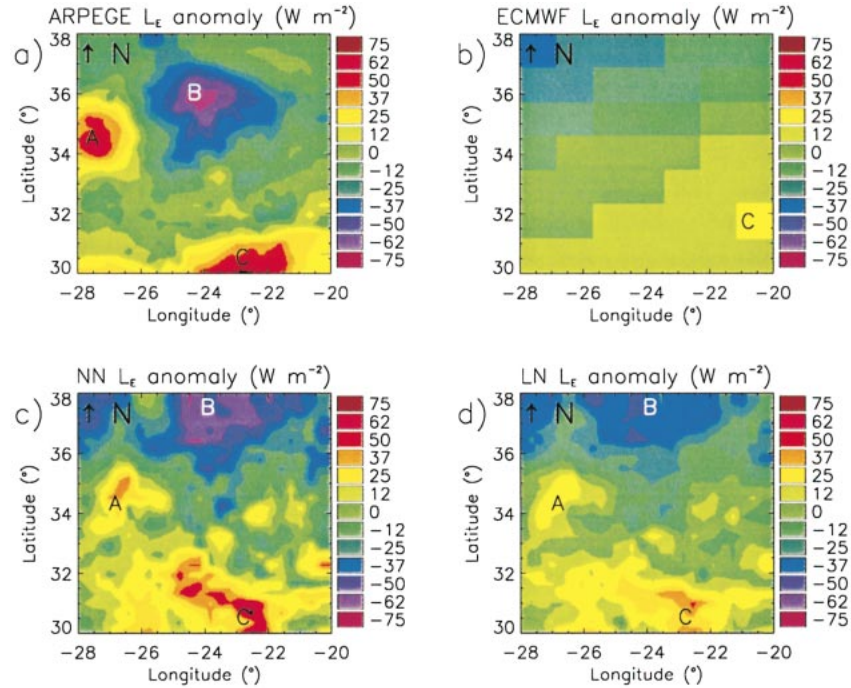 ARPEGE L_E anomaly (W m⁻²)
a)
↑ N
A
B
C
Latitude (°)
38
36
34
32
30
−28 −26 −24 −22 −20
Longitude (°)
75
62
50
37
25
12
0
−12
−25
−37
−50
−62
−75
ECMWF L_E anomaly (W m⁻²)
b)
↑ N
C
Latitude (°)
38
36
34
32
30
−28 −26 −24 −22 −20
Longitude (°)
75
62
50
37
25
12
0
−12
−25
−37
−50
−62
−75
NN L_E anomaly (W m⁻²)
c)
↑ N
B
A
C
Latitude (°)
38
36
34
32
30
−28 −26 −24 −22 −20
Longitude (°)
75
62
50
37
25
12
0
−12
−25
−37
−50
−62
−75
LN L_E anomaly (W m⁻²)
d)
↑ N
B
A
C
Latitude (°)
38
36
34
32
30
−28 −26 −24 −22 −20
Longitude (°)
75
62
50
37
25
12
0
−12
−25
−37
−50
−62
−75